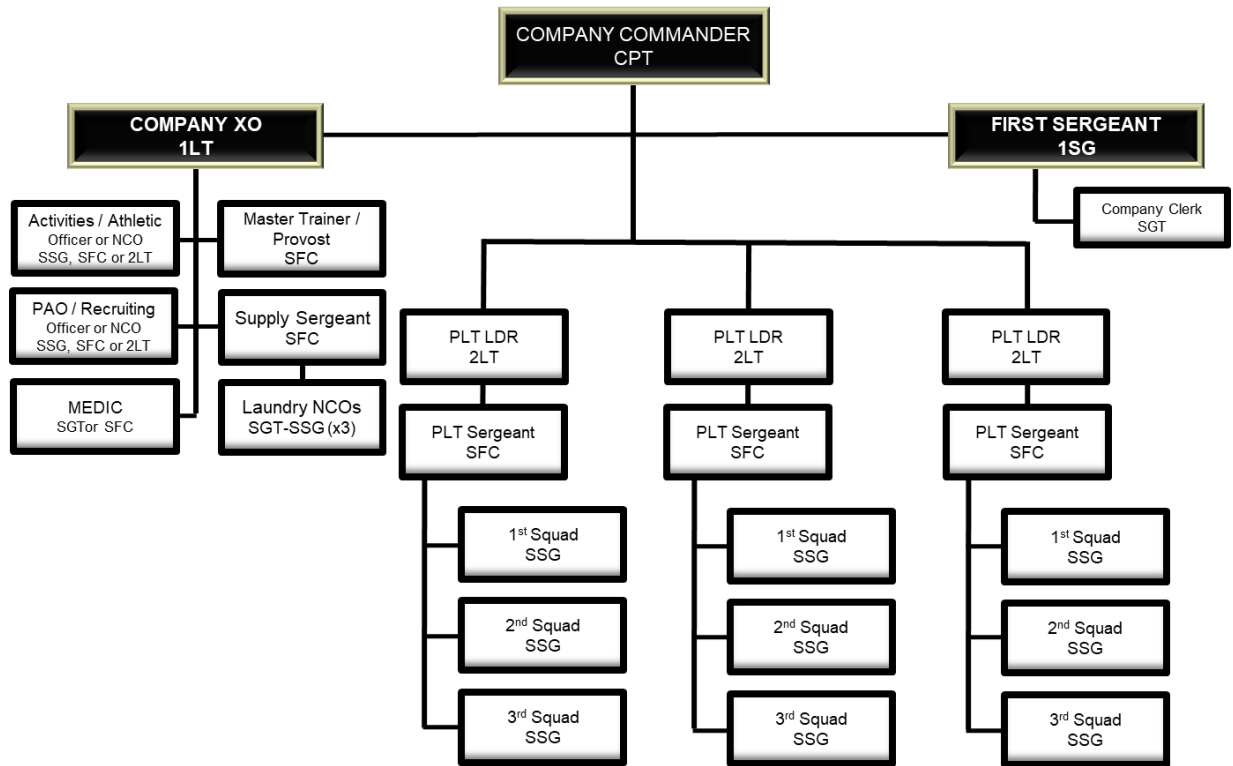 COMPANY COMMANDER
CPT
COMPANY XO
1LT
FIRST SERGEANT
1SG
Activities / Athletic
Officer or NCO
SSG, SFC or 2LT
Master Trainer /
Provost
SFC
Company Clerk
SGT
PAO / Recruiting
Officer or NCO
SSG, SFC or 2LT
Supply Sergeant
SFC
MEDIC
SGTor SFC
Laundry NCOs
SGT-SSG (x3)
PLT LDR
2LT
PLT Sergeant
SFC
1st Squad
SSG
2nd Squad
SSG
3rd Squad
SSG
PLT LDR
2LT
PLT Sergeant
SFC
1st Squad
SSG
2nd Squad
SSG
3rd Squad
SSG
PLT LDR
2LT
PLT Sergeant
SFC
1st Squad
SSG
2nd Squad
SSG
3rd Squad
SSG